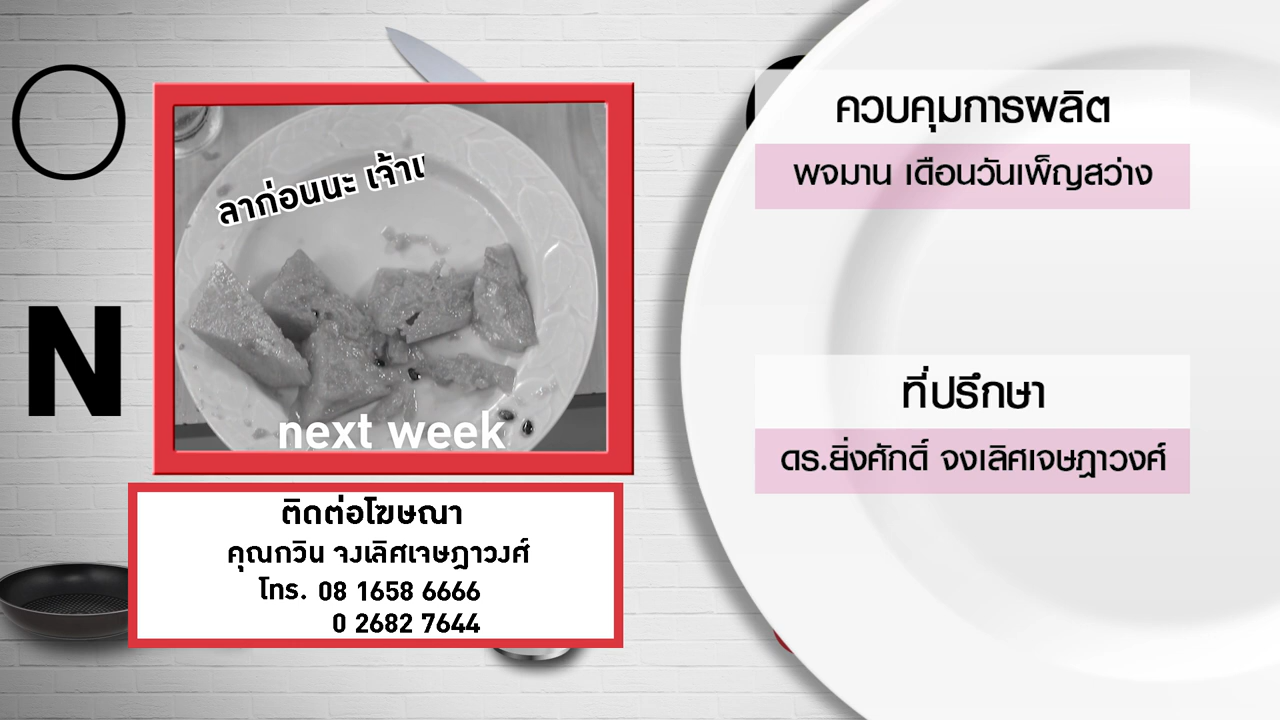 O
N
ลาก่อนนะ
next week
ติดต่อโฆษณา
คุณกวิน จงเลิศเจษฎาวงศ์
โทร. 08 1658 6666
0 2682 7644
ควบคุมการผลิต
พจมาน เดือนวันเพ็ญสว่าง
ที่ปรึกษา
ดร.ยิ่งศักดิ์ จงเลิศเจษฎาวงศ์